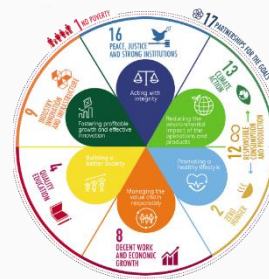 1 NO POVERTY
17 PARTNERSHIPS FOR THE GOALS
16
PEACE, JUSTICE
AND STRONG INSTITUTIONS
13
CLIMATE
ACTION
12
RESPONSIBLE
CONSUMPTION
AND PRODUCTION
2
ZERO
HUNGER
8
DECENT WORK
AND ECONOMIC
GROWTH
4
QUALITY
EDUCATION
9
INDUSTRY,
INNOVATION
AND INFRASTRUCTURE
Acting with
integrity
Reducing the
environmental
impact of the
operations and
products
Promoting a
healthy lifestyle
Managing the
value chain
responsibly
Building a
better society
Fostering profitable
growth and effective
innovation